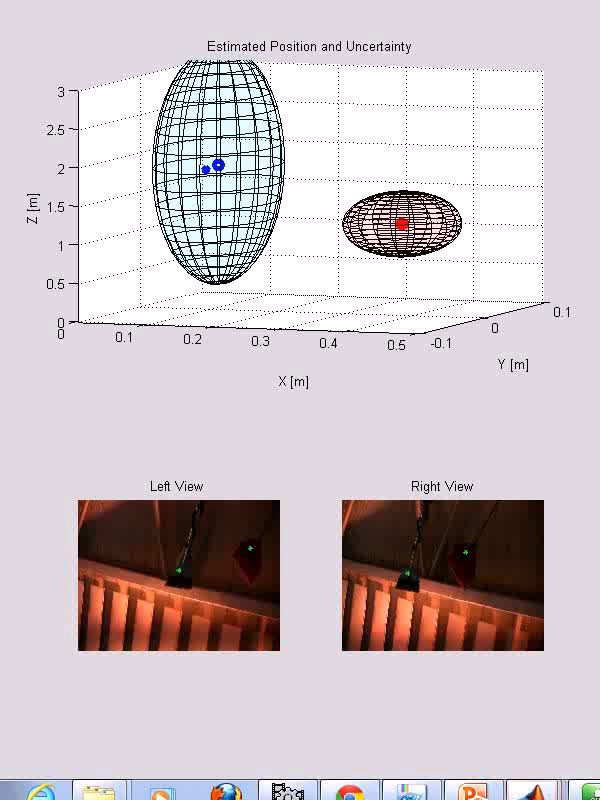 Estimated Position and Uncertainty
3
2.5
2
1.5
1
0.5
0
Z [m]
0
0.1
0.2
0.3
0.4
0.5
X [m]
-0.1
0
0.1
Y [m]
Left View
Right View